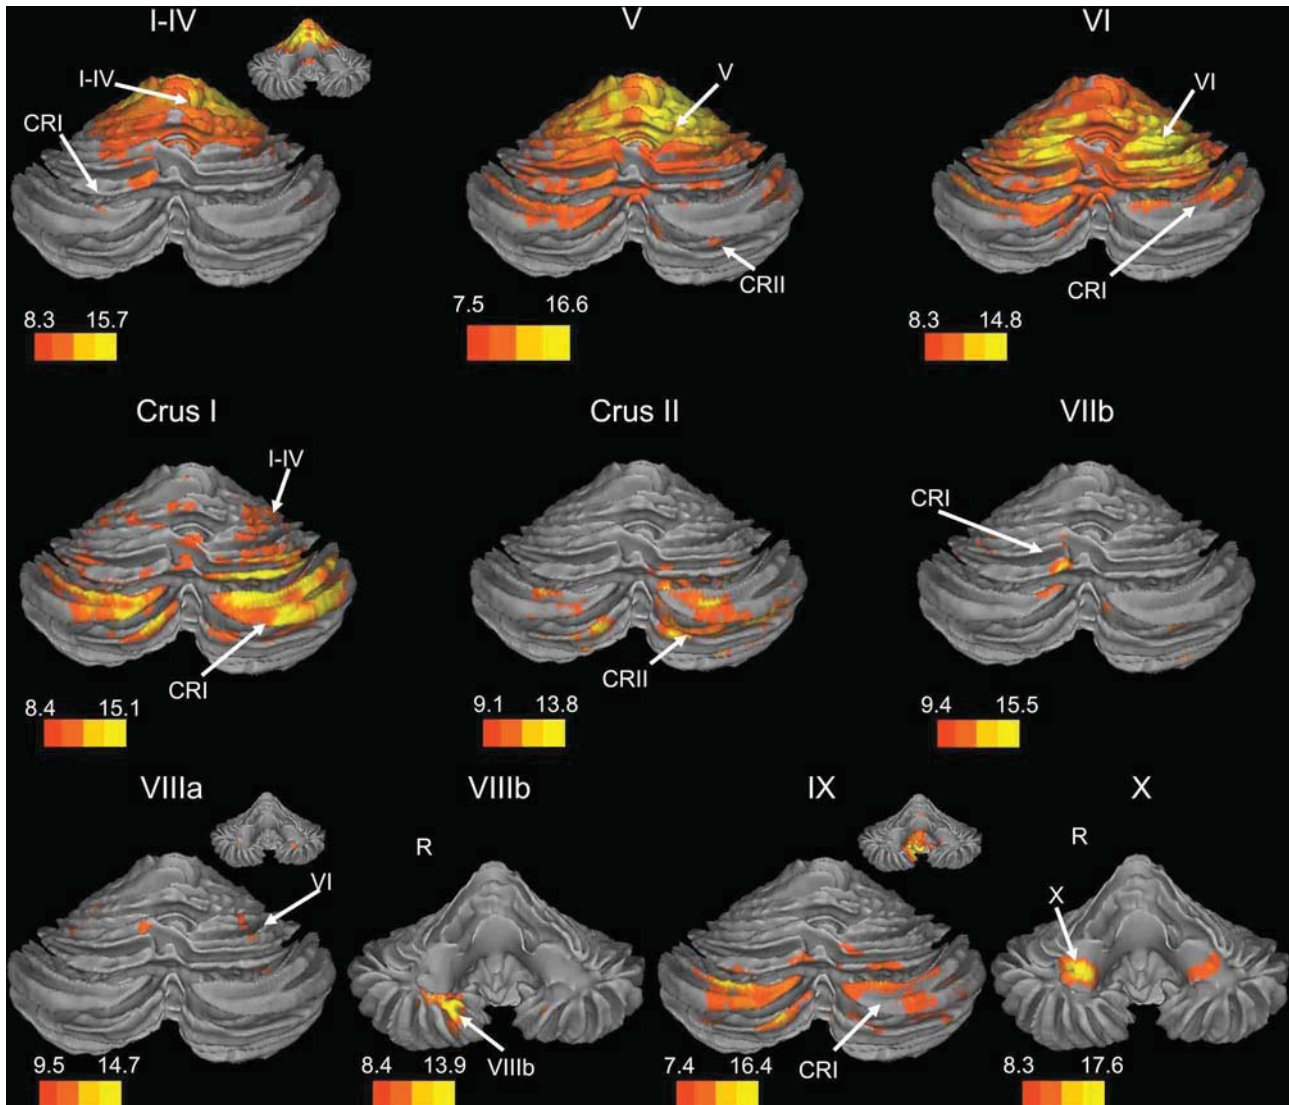 I-IV V VI
I-IV V VI
CRI
CRII CRI
8.3 15.7 7.5 16.6 8.3 14.8
Crus I Crus II VIIb
I-IV CRI
CRI CRII
8.4 15.1 9.1 13.8 9.4 15.5
VIIIa VIIIb IX X
R R
VI X
VIIIb CRI
9.5 14.7 8.4 13.9 7.4 16.4 8.3 17.6